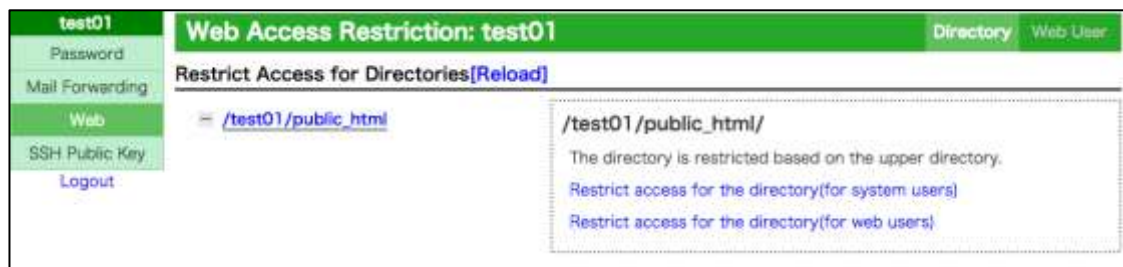 test01
Password
Mail Forwarding
Web
SSH Public Key
Logout
Web Access Restriction: test01
Directory Web User
Restrict Access for Directories[Reload]
/test01/public_html
/test01/public_html/
The directory is restricted based on the upper directory.
Restrict access for the directory(for system users)
Restrict access for the directory(for web users)